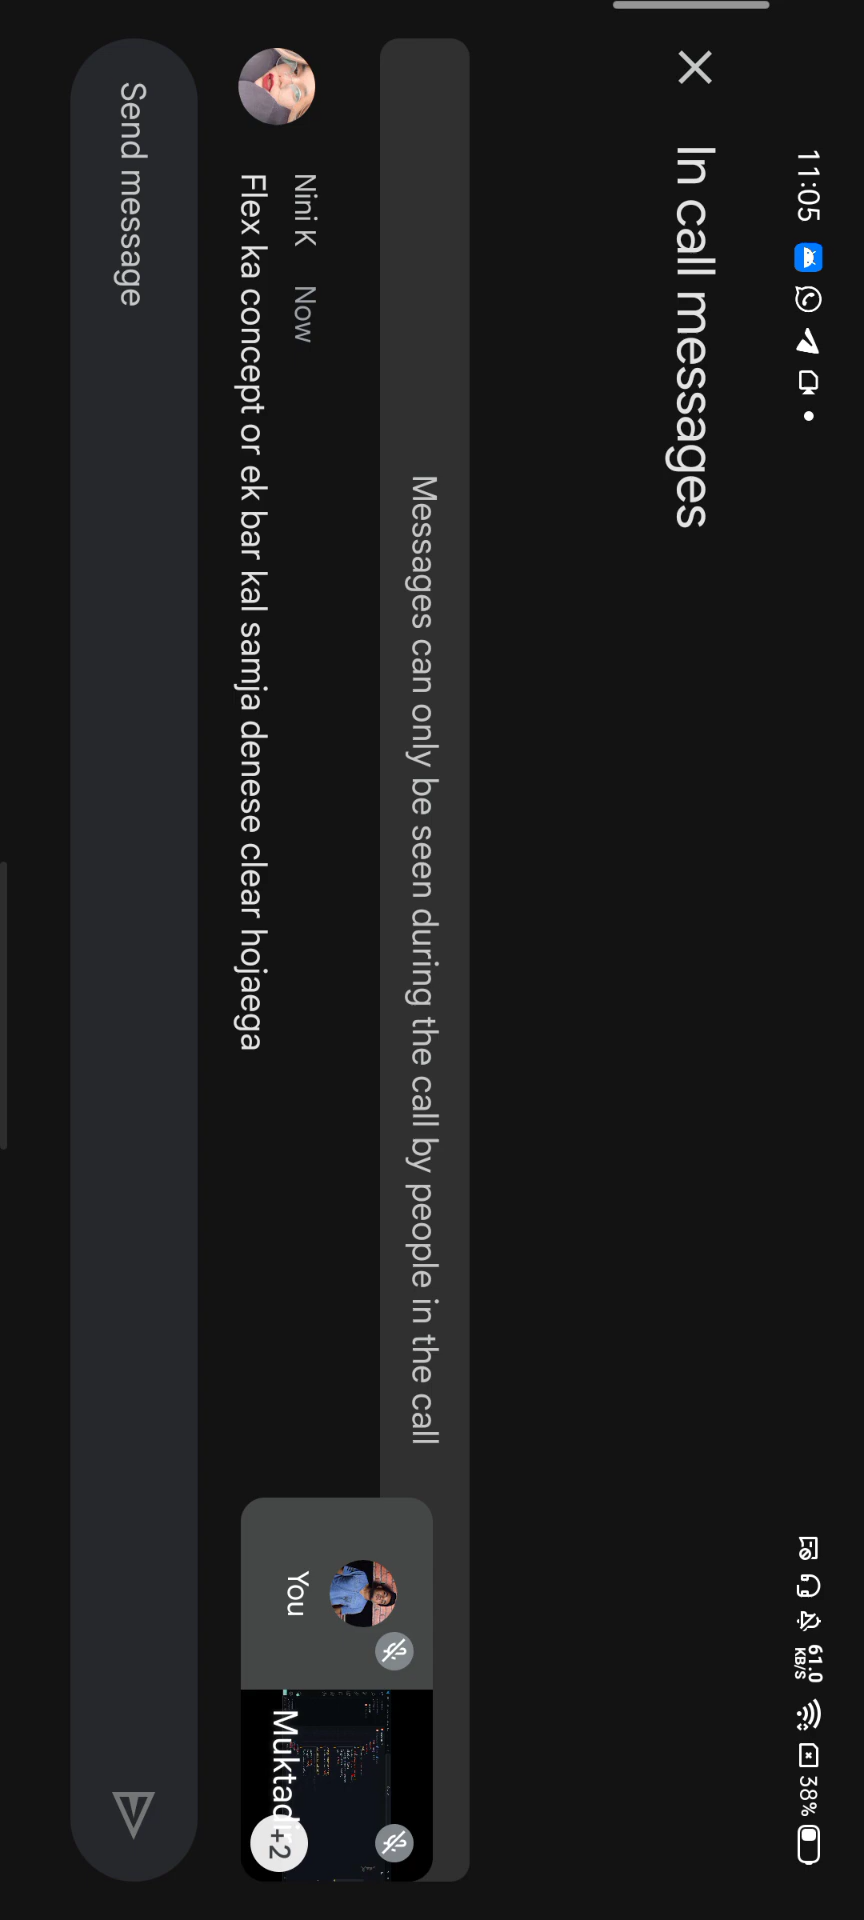 11:05
61.0
KB/S
38%
In call messages
Messages can only be seen during the call by people in the call
Nini K Now
Flex ka concept or ek bar kal samja denese clear hojaega
You
Muktadi
+2
Send message